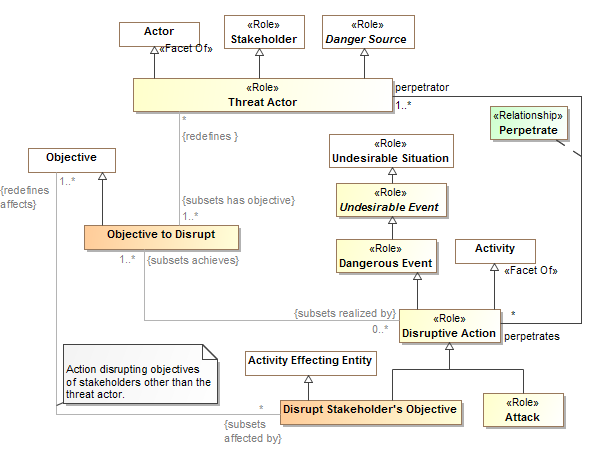 Actor
«Facet Of»
«Role»
Stakeholder
«Role»
Danger Source
«Role»
Threat Actor
perpetrator
1..*
*
{redefines }
«Relationship»
Perpetrate
Objective
1..*
{redefines
affects}
«Role»
Undesirable Situation
«Role»
Undesirable Event
{subsets has objective}
1..*
Objective to Disrupt
1..*
{subsets achieves}
«Role»
Dangerous Event
Activity
«Facet Of»
{subsets realized by}
0..*
«Role»
Disruptive Action
*
perpetrates
Action disrupting objectives
of stakeholders other than the
threat actor.
Activity Effecting Entity
*
{subsets
affected by}
Disrupt Stakeholder's Objective
«Role»
Attack